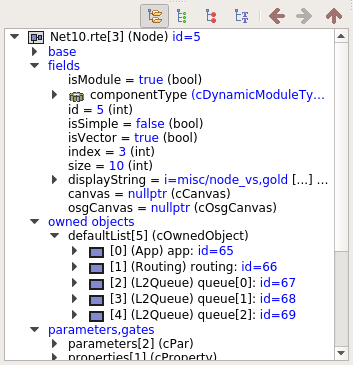 Net10.rte[3] (Node) id=5
base
fields
isModule = true (bool)
componentType (cDynamicModuleTy...
id = 5 (int)
isSimple = false (bool)
isVector = true (bool)
index = 3 (int)
size = 10 (int)
displayString = i=misc/node_vs,gold [...] ...
canvas = nullptr (cCanvas)
osgCanvas = nullptr (cOsgCanvas)
owned objects
defaultList[5] (cOwnedObject)
[0] (App) app: id=65
[1] (Routing) routing: id=66
[2] (L2Queue) queue[0]: id=67
[3] (L2Queue) queue[1]: id=68
[4] (L2Queue) queue[2]: id=69
parameters,gates
parameters[2] (cPar)
properties[1] (cProperty)